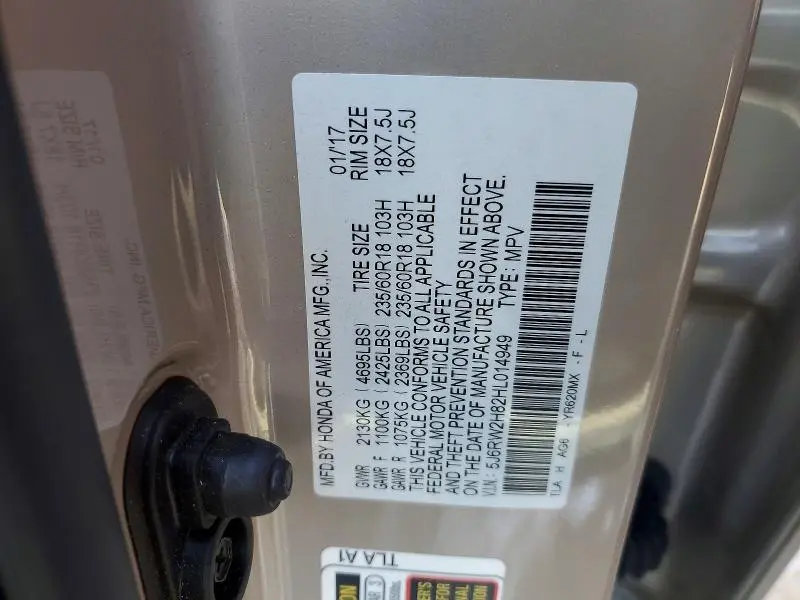 MFD.BY HONDA OF AMERICA MFG.,INC. 01/17
TIRE SIZE RIM SIZE
GVWR 2130KG (4695LBS)
GAWR F 1100KG (2425LBS) 235/60R18 103H 18X7.5J
GAWR R 1075KG (2369LBS) 235/60R18 103H 18X7.5J
THIS VEHICLE CONFORMS TO ALL APPLICABLE
FEDERAL MOTOR VEHICLE SAFETY
AND THEFT PREVENTION STANDARDS IN EFFECT
ON THE DATE OF MANUFACTURE SHOWN ABOVE.
V.I.N.: 5J6RW2H82HL014949 TYPE: MPV
TLA H AG6 -YR620MX -F -L
TLA A1